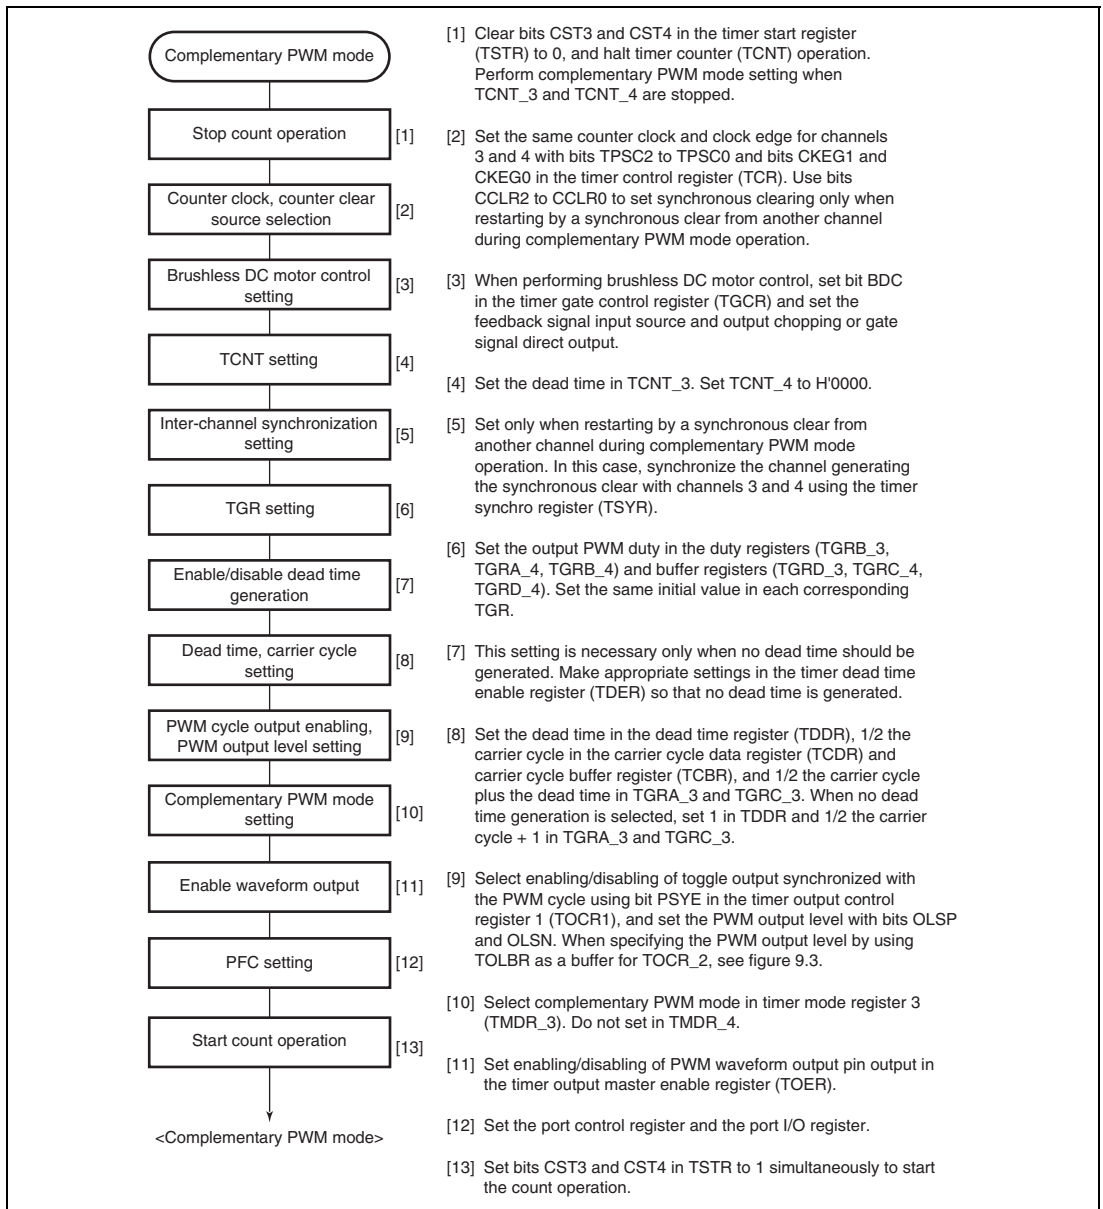 Complementary PWM mode
Stop count operation
[1]
Counter clock, counter clear
source selection
[2]
Brushless DC motor control
setting
[3]
TCNT setting
[4]
Inter-channel synchronization
setting
[5]
TGR setting
[6]
Enable/disable dead time
generation
[7]
Dead time, carrier cycle
setting
[8]
PWM cycle output enabling,
PWM output level setting
[9]
Complementary PWM mode
setting
[10]
Enable waveform output
[11]
PFC setting
[12]
Start count operation
[13]
<Complementary PWM mode>
[1] Clear bits CST3 and CST4 in the timer start register
(TSTR) to 0, and halt timer counter (TCNT) operation.
Perform complementary PWM mode setting when
TCNT_3 and TCNT_4 are stopped.
[2] Set the same counter clock and clock edge for channels
3 and 4 with bits TPSC2 to TPSC0 and bits CKEG1 and
CKEG0 in the timer control register (TCR). Use bits
CCLR2 to CCLR0 to set synchronous clearing only when
restarting by a synchronous clear from another channel
during complementary PWM mode operation.
[3] When performing brushless DC motor control, set bit BDC
in the timer gate control register (TGCR) and set the
feedback signal input source and output chopping or gate
signal direct output.
[4] Set the dead time in TCNT_3. Set TCNT_4 to H'0000.
[5] Set only when restarting by a synchronous clear from
another channel during complementary PWM mode
operation. In this case, synchronize the channel generating
the synchronous clear with channels 3 and 4 using the timer
synchro register (TSYR).
[6] Set the output PWM duty in the duty registers (TGRB_3,
TGRA_4, TGRB_4) and buffer registers (TGRD_3, TGRC_4,
TGRD_4). Set the same initial value in each corresponding
TGR.
[7] This setting is necessary only when no dead time should be
generated. Make appropriate settings in the timer dead time
enable register (TDER) so that no dead time is generated.
[8] Set the dead time in the dead time register (TDDR), 1/2 the
carrier cycle in the carrier cycle data register (TCDR) and
carrier cycle buffer register (TCBR), and 1/2 the carrier cycle
plus the dead time in TGRA_3 and TGRC_3. When no dead
time generation is selected, set 1 in TDDR and 1/2 the carrier
cycle + 1 in TGRA_3 and TGRC_3.
[9] Select enabling/disabling of toggle output synchronized with
the PWM cycle using bit PSYE in the timer output control
register 1 (TOCR1), and set the PWM output level with bits OLSP
and OLSN. When specifying the PWM output level by using
TOLBR as a buffer for TOCR_2, see figure 9.3.
[10] Select complementary PWM mode in timer mode register 3
(TMDR_3). Do not set in TMDR_4.
[11] Set enabling/disabling of PWM waveform output pin output in
the timer output master enable register (TOER).
[12] Set the port control register and the port I/O register.
[13] Set bits CST3 and CST4 in TSTR to 1 simultaneously to start
the count operation.